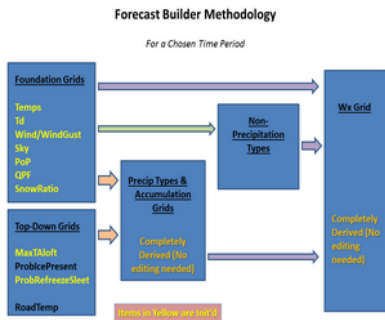 Forecast Builder Methodology
For a Chosen Time Period
Foundation Grids
Temps
Td
Wind/WindGust
Sky
PoP
QPF
SnowRatio
Top-Down Grids
MaxTAloft
ProbIcePresent
ProbRefreezeSleet
RoadTemp
Precip Types &
Accumulation
Grids
Completely
Derived (No
editing needed)
Non-
Precipitation
Types
Wx Grid
Completely
Derived (No
editing needed)
Items in Yellow are Init'd